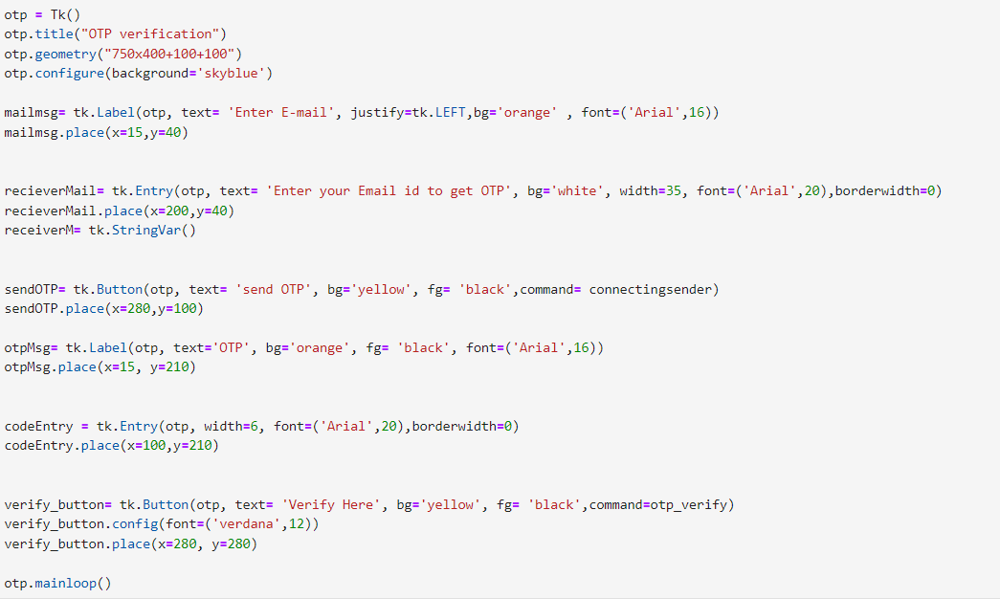 otp = Tk()
otp.title("OTP verification")
otp.geometry("750x400+100+100")
otp.configure(background='skyblue')
mailmsg= tk.Label(otp, text= 'Enter E-mail', justify=tk.LEFT,bg='orange' , font=('Arial',16))
mailmsg.place(x=15,y=40)
recieverMail= tk.Entry(otp, text= 'Enter your Email id to get OTP', bg='white', width=35, font=('Arial',20),borderwidth=0)
recieverMail.place(x=200,y=40)
receiverM= tk.StringVar()
sendOTP= tk.Button(otp, text= 'send OTP', bg='yellow', fg= 'black',command= connectingsender)
sendOTP.place(x=280,y=100)
otpMsg= tk.Label(otp, text='OTP', bg='orange', fg= 'black', font=('Arial',16))
otpMsg.place(x=15, y=210)
codeEntry = tk.Entry(otp, width=6, font=('Arial',20),borderwidth=0)
codeEntry.place(x=100,y=210)
verify_button= tk.Button(otp, text= 'Verify Here', bg='yellow', fg= 'black',command=otp_verify)
verify_button.config(font=('verdana',12))
verify_button.place(x=280, y=280)
otp.mainloop()